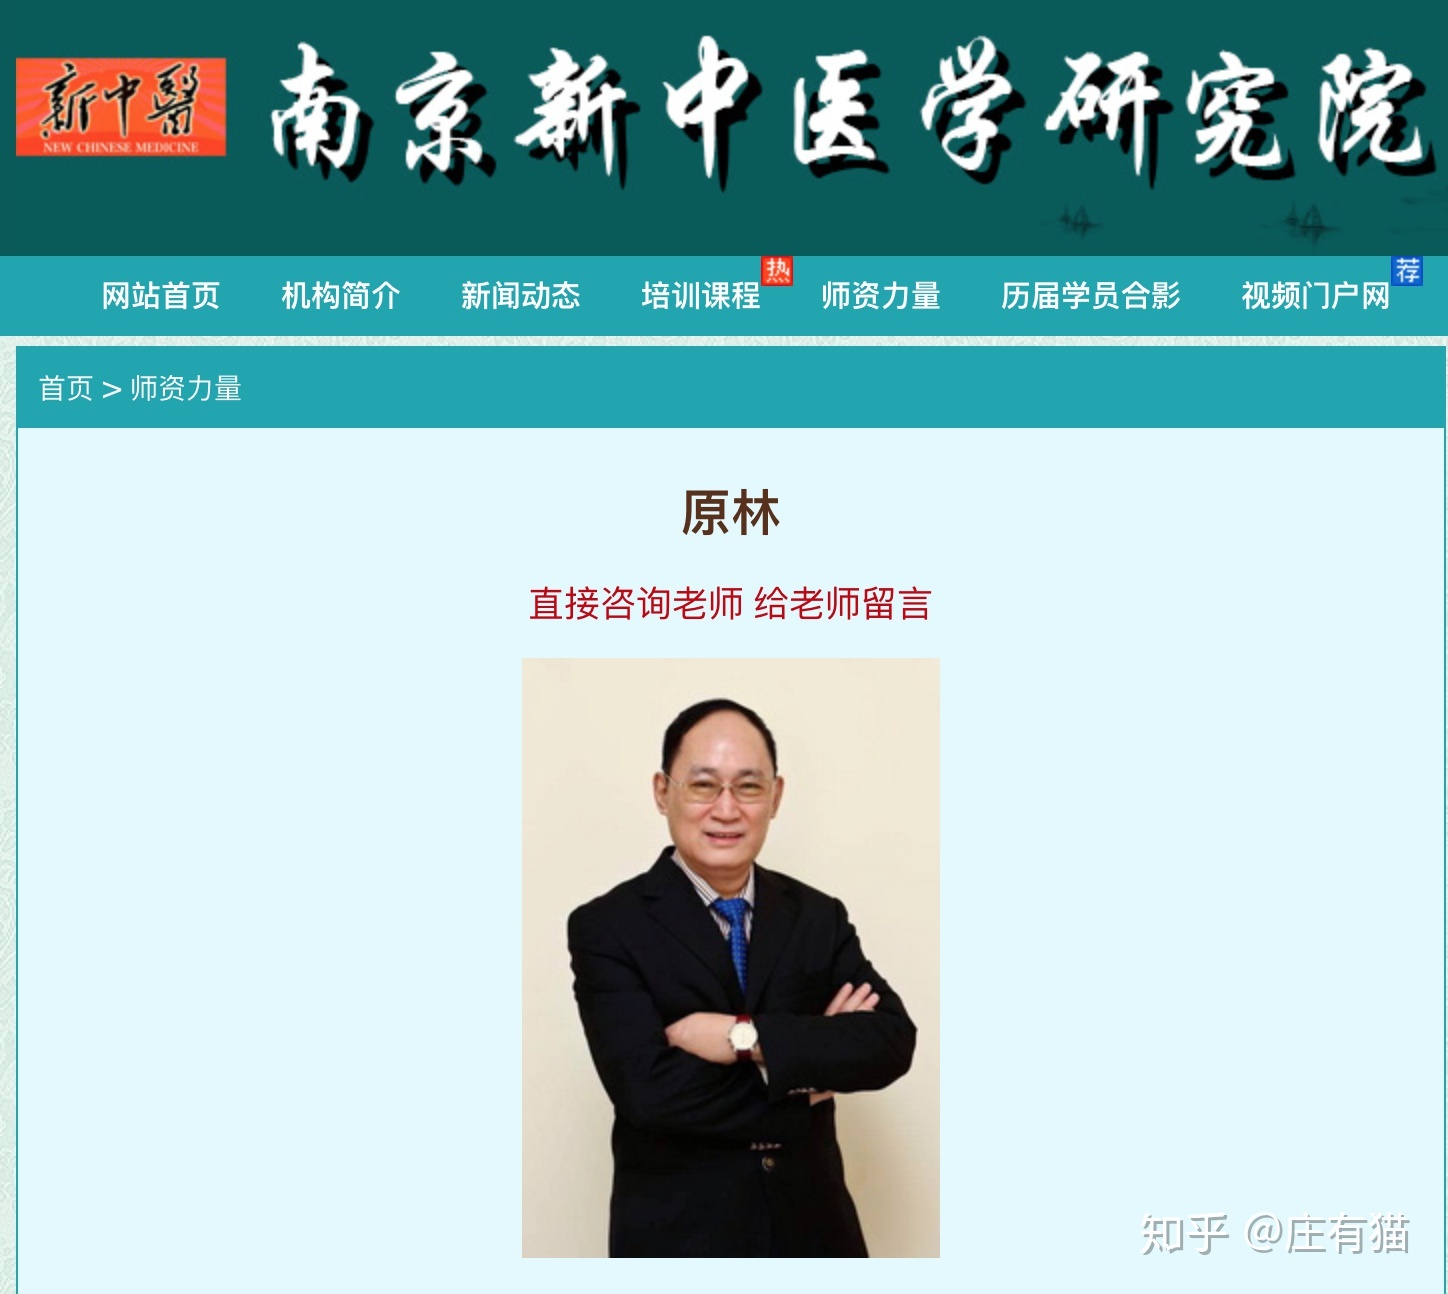 新中醫
NEW CHINESE MEDICINE
南京新中医学研究院
网站首页 机构简介 新闻动态 培训课程 热 师资力量 历届学员合影 视频门户网 荐
首页 > 师资力量
原林
直接咨询老师 给老师留言
知乎 @庄有猫